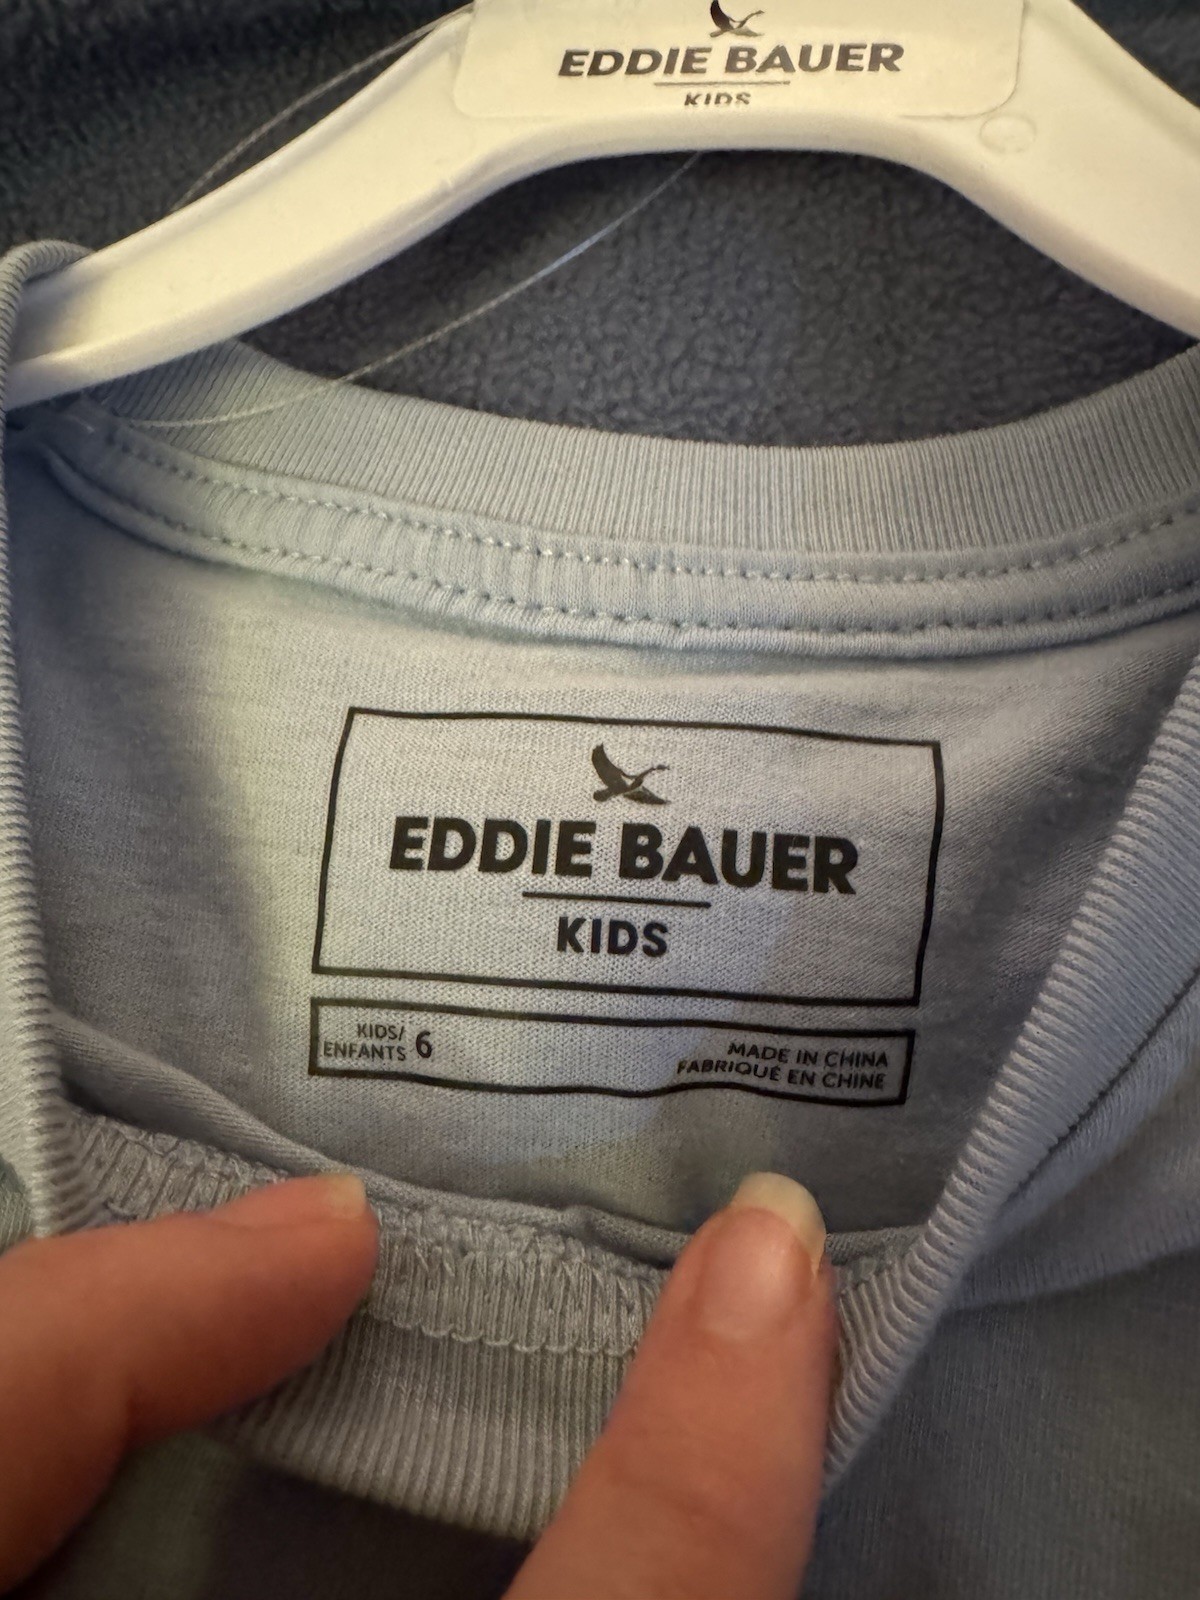 EDDIE BAUER
KIDS
EDDIE BAUER
KIDS
KIDS/
ENFANTS 6
MADE IN CHINA
FABRIQUÉ EN CHINE